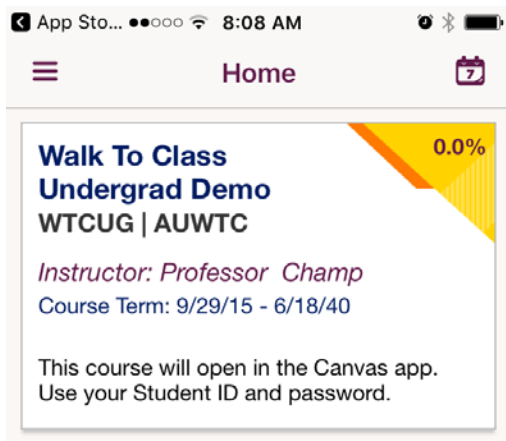 App Sto... 8:08 AM
Home
7
0.0%
Walk To Class
Undergrad Demo
WTCUG | AUWTC
Instructor: Professor Champ
Course Term: 9/29/15 - 6/18/40
This course will open in the Canvas app.
Use your Student ID and password.